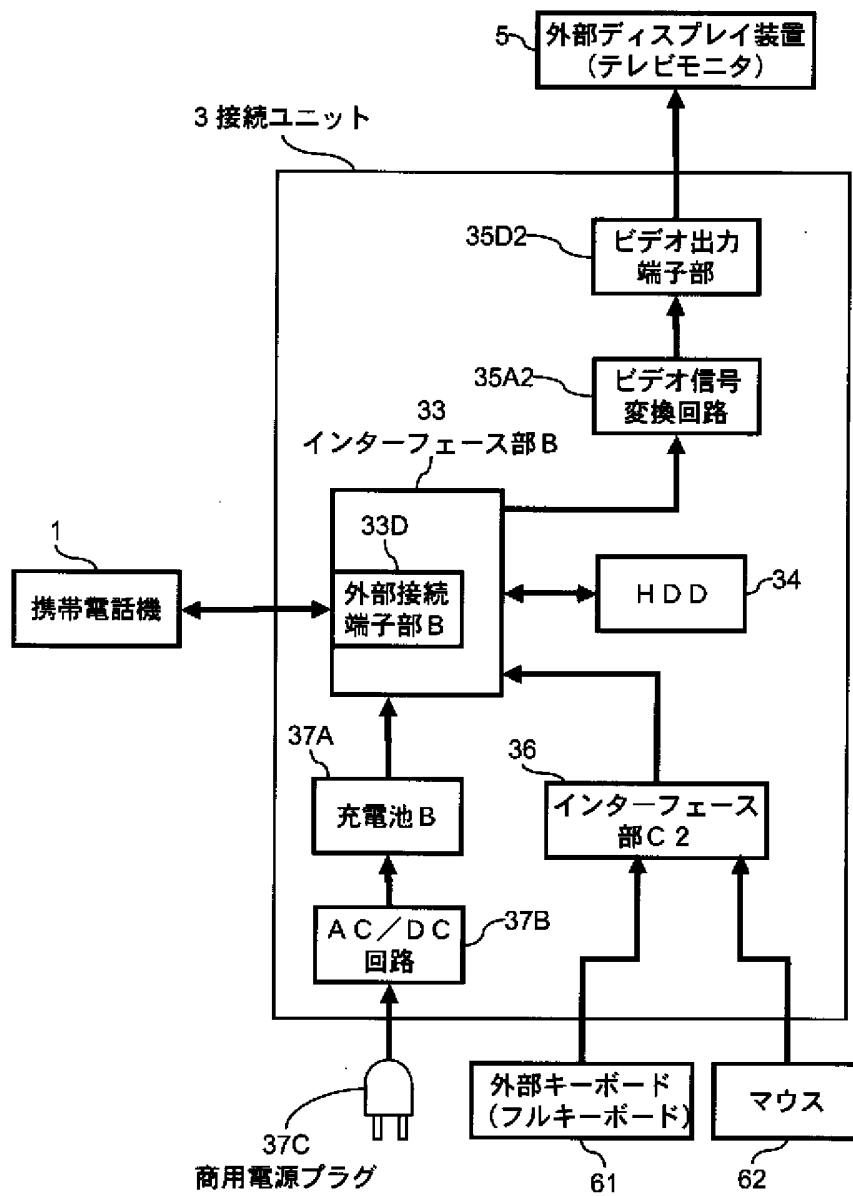 5
外部ディスプレイ装置
（テレビモニタ）
3 接続ユニット
35D2
ビデオ出力
端子部
35A2
ビデオ信号
変換回路
33
インターフェース部B
1
携帯電話機
33D
外部接続
端子部B
HDD
34
37A
充電池B
36
インターフェース
部C2
AC／DC
回路
37B
37C
商用電源プラグ
外部キーボード
（フルキーボード）
61
マウス
62